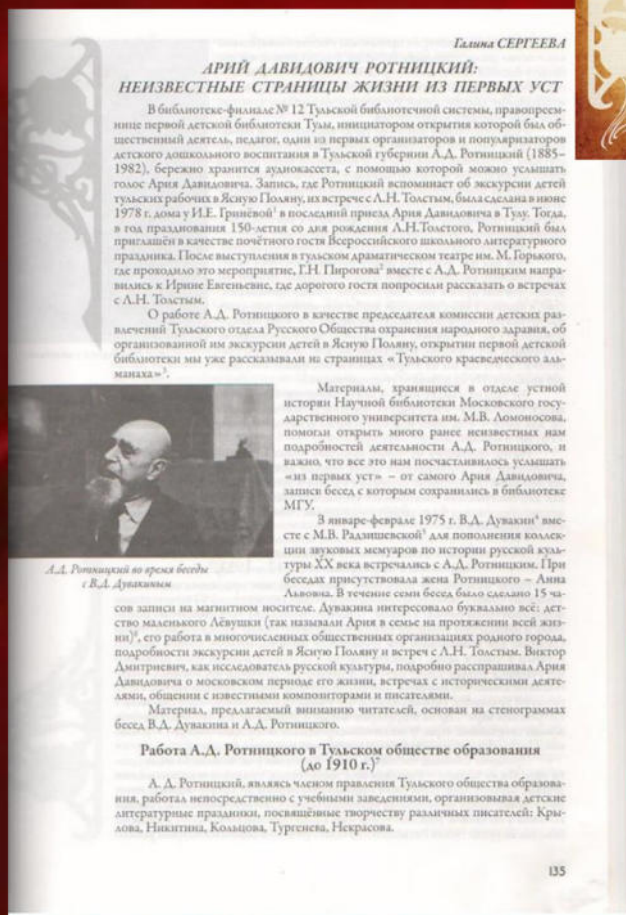 Галина СЕРГЕЕВА
АРИЙ ДАВИДОВИЧ РОТНИЦКИЙ:
НЕИЗВЕСТНЫЕ СТРАНИЦЫ ЖИЗНИ ИЗ ПЕРВЫХ УСТ
В библиотеке-филиале № 12 Тульской библиотечной системы, правопреем-
нице первой детской библиотеки Тулы, инициатором открытия которой был об-
щественный деятель, педагог, один из первых организаторов и популяризаторов
детского дошкольного воспитания в Тульской губернии А.Д. Ротницкий (1885–
1982), бережно хранится аудиокассета, с помощью которой можно услышать
голос Ария Давидовича. Запись, где Ротницкий вспоминает об экскурсии детей
тульских рабочих в Ясную Поляну, их встрече с Л.Н. Толстым, была сделана в июне
1978 г. дома у И.Е. Гринёвой¹ в последний приезд Ария Давидовича в Тулу. Тогда,
в год празднования 150-летия со дня рождения Л.Н.Толстого, Ротницкий был
приглашён в качестве почётного гостя Всероссийского школьного литературного
праздника. После выступления в тульском драматическом театре им. М. Горького,
где проходило это мероприятие, Г.Н. Пирогова² вместе с А.Д. Ротницким напра-
вились к Ирине Евгеньевне, где дорогого гостя попросили рассказать о встречах
с Л.Н. Толстым.
О работе А.Д. Ротницкого в качестве председателя комиссии детских раз-
влечений Тульского отдела Русского Общества охранения народного здравия, об
организованной им экскурсии детей в Ясную Поляну, открытии первой детской
библиотеки мы уже рассказывали на страницах «Тульского краеведческого аль-
манаха»³.
Материалы, хранящиеся в отделе устной
истории Научной библиотеки Московского госу-
дарственного университета им. М.В. Ломоносова,
помогли открыть много ранее неизвестных нам
подробностей деятельности А.Д. Ротницкого, и
важно, что все это нам посчастливилось услышать
«из первых уст» – от самого Ария Давидовича,
записи бесед с которым сохранились в библиотеке
МГУ.
В январе-феврале 1975 г. В.Д. Дувакин⁴ вме-
сте с М.В. Радзишевской⁵ для пополнения коллек-
ции звуковых мемуаров по истории русской куль-
туры XX века встречались с А.Д. Ротницким. При
беседах присутствовала жена Ротницкого – Анна
Львовна. В течение семи бесед было сделано 15 ча-
сов записи на магнитном носителе. Дувакина интересовало буквально всё: дет-
ство маленького Лёвушки (так называли Ария в семье на протяжении всей жиз-
ни)⁶, его работа в многочисленных общественных организациях родного города,
подробности экскурсии детей в Ясную Поляну и встреч с Л.Н. Толстым. Виктор
Дмитриевич, как исследователь русской культуры, подробно расспрашивал Ария
Давидовича о московском периоде его жизни, встречах с историческими деяте-
лями, общении с известными композиторами и писателями.
Материал, предлагаемый вниманию читателей, основан на стенограммах
бесед В.Д. Дувакина и А.Д. Ротницкого.
А.Д. Ротницкий во время беседы
с В.Д. Дувакиным
Работа А.Д. Ротницкого в Тульском обществе образования
(до 1910 г.)⁷
А. Д. Ротницкий, являясь членом правления Тульского общества образова-
ния, работал непосредственно с учебными заведениями, организовывая детские
литературные праздники, посвящённые творчеству различных писателей: Кры-
лова, Никитина, Кольцова, Тургенева, Некрасова.
135